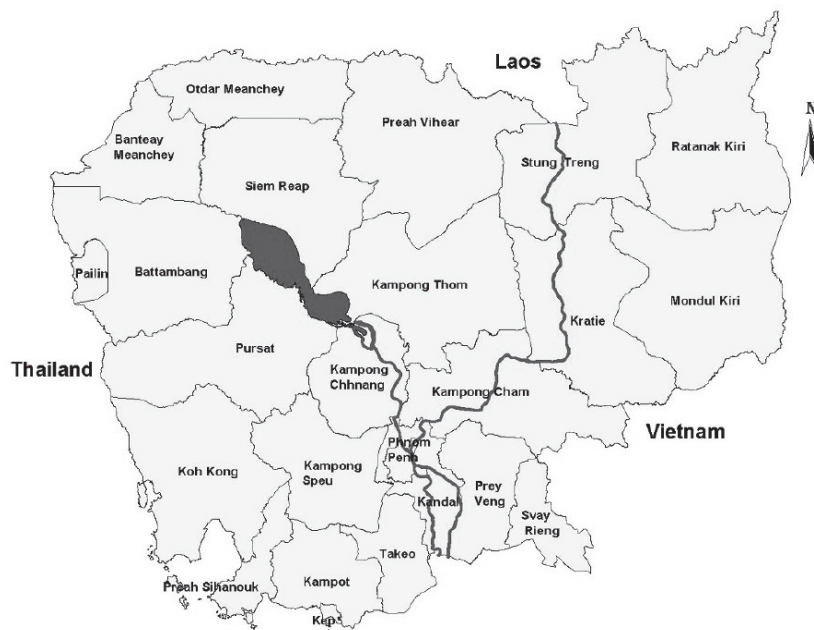 Laos
N
Otdar Meanchey
Preah Vihear
Banteay
Meanchey
Stung Treng
Ratanak Kiri
Siem Reap
Pailin
Battambang
Kampong Thom
Mondul Kiri
Kratie
Pursat
Thailand
Kampong
Chhnang
Kampong Cham
Vietnam
Phnom
Penh
Koh Kong
Kampong
Speu
Prey
Veng
Kandal
Svay
Rieng
Takeo
Preah Sihanouk
Kampot
Kep